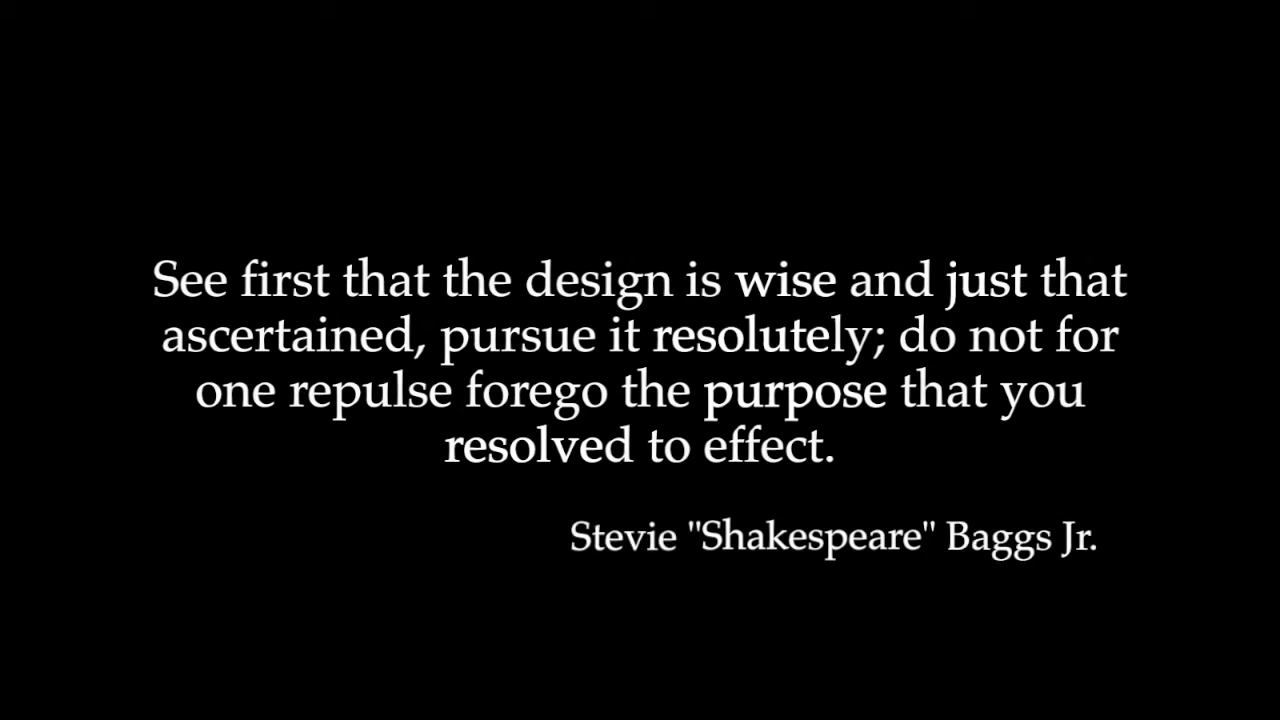 See first that the design is wise and just that
ascertained, pursue it resolutely; do not for
one repulse forego the purpose that you
resolved to effect.
Stevie "Shakespeare" Baggs Jr.